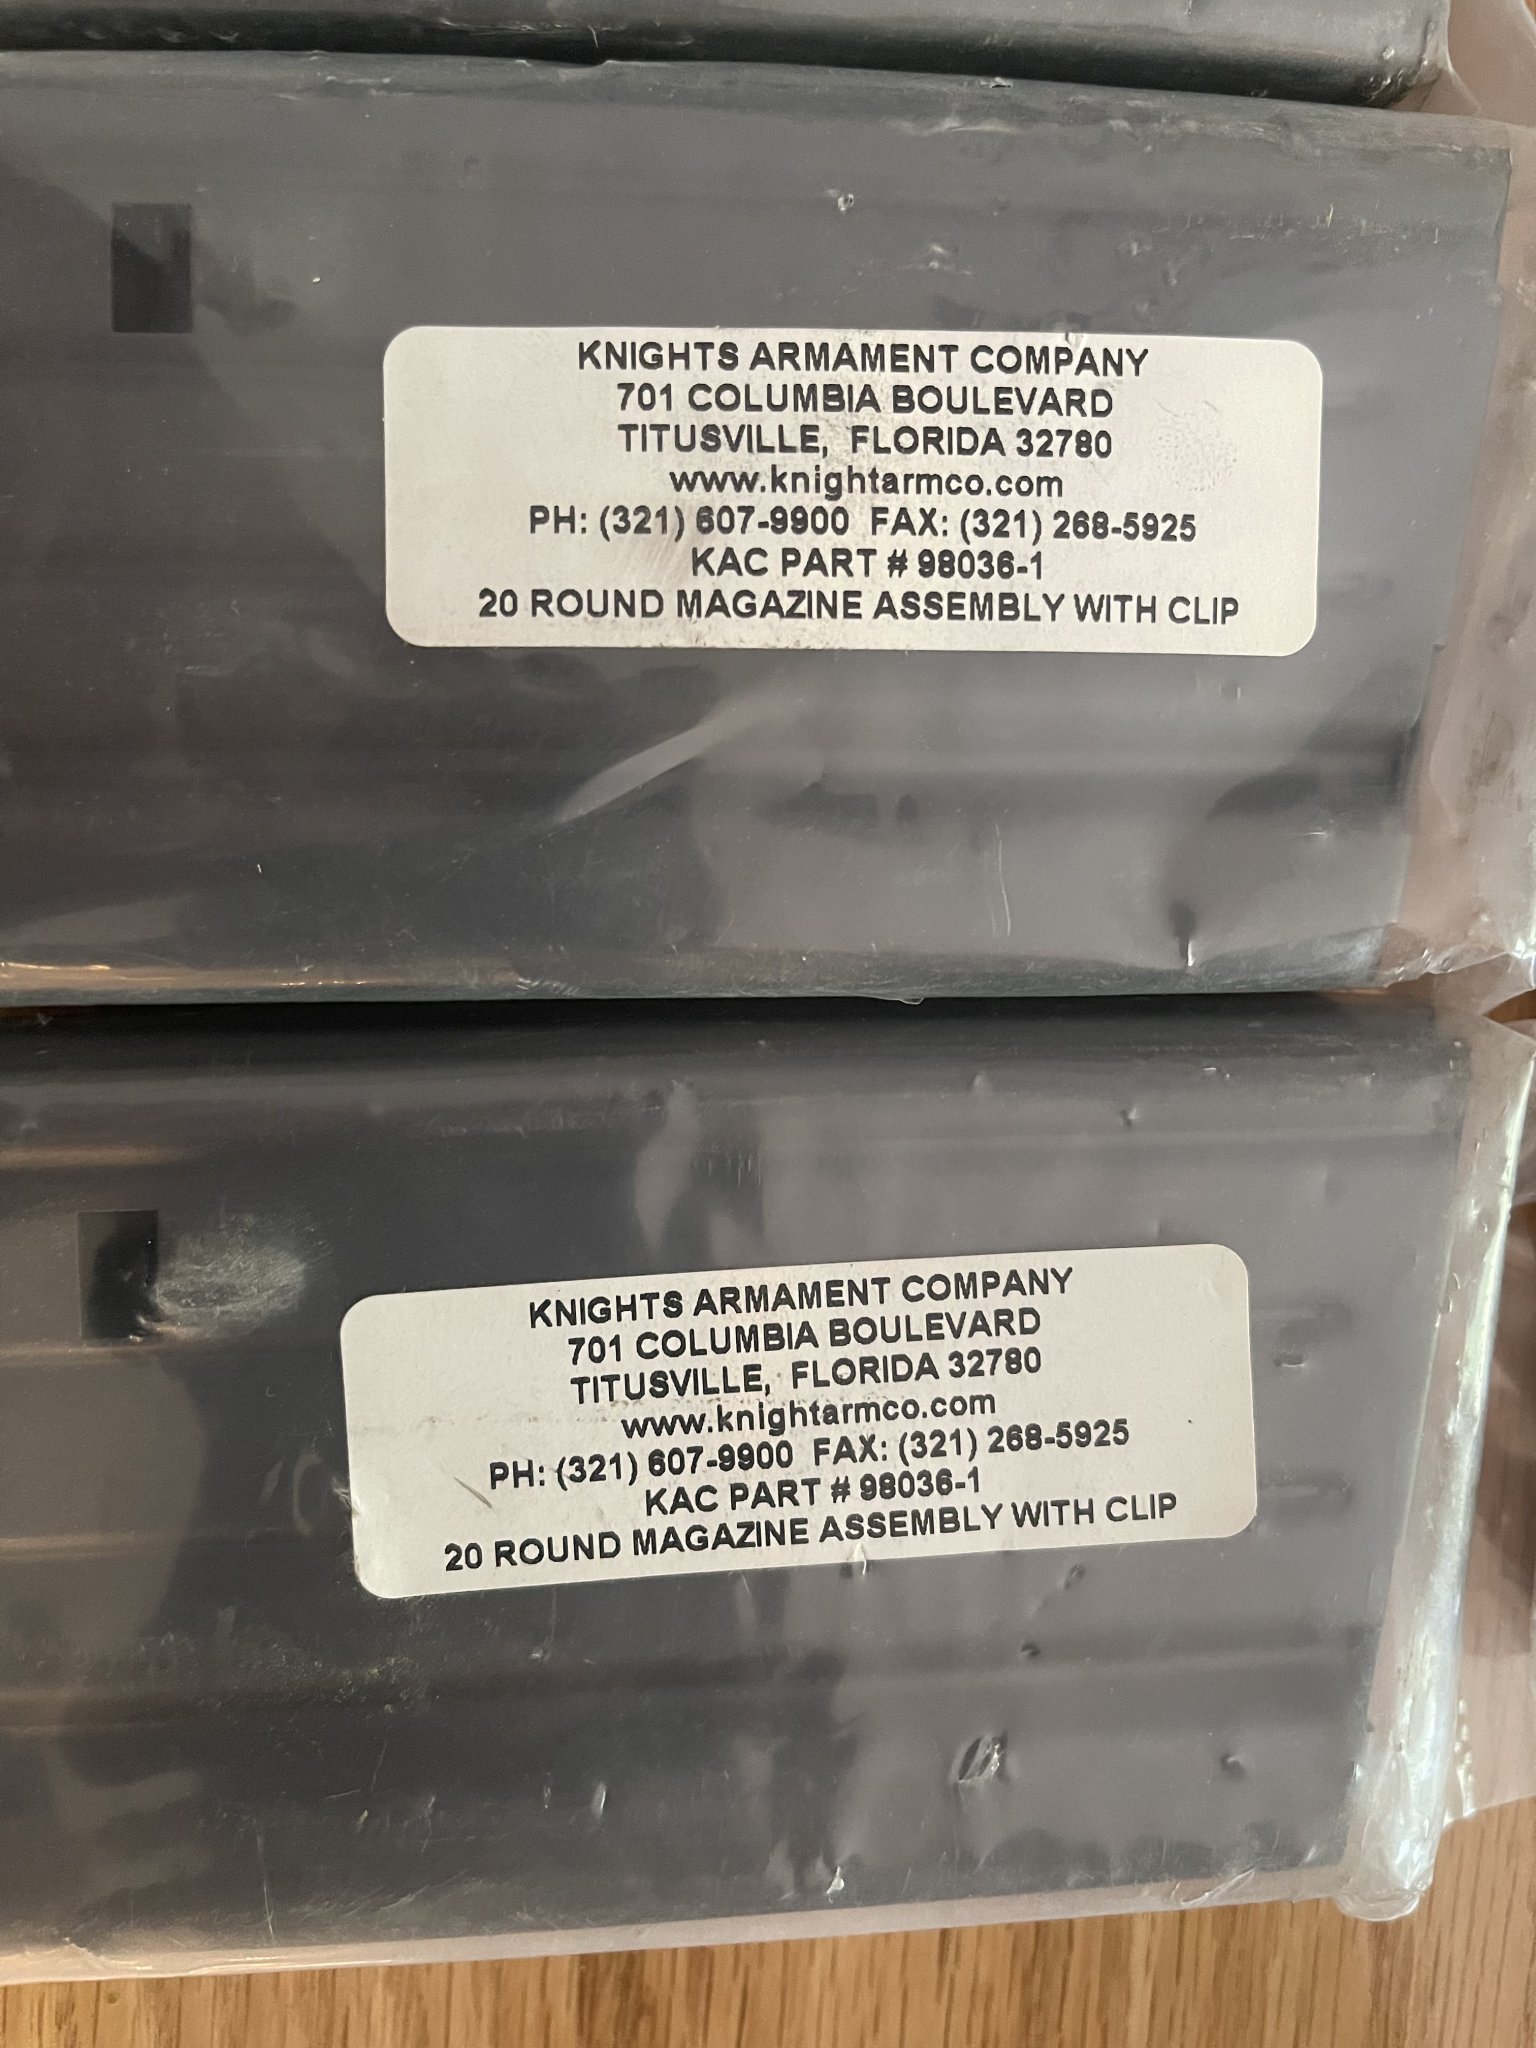 KNIGHTS ARMAMENT COMPANY
701 COLUMBIA BOULEVARD
TITUSVILLE, FLORIDA 32780
www.knightarmco.com
PH: (321) 607-9900 FAX: (321) 268-5925
KAC PART # 98036-1
20 ROUND MAGAZINE ASSEMBLY WITH CLIP
KNIGHTS ARMAMENT COMPANY
701 COLUMBIA BOULEVARD
TITUSVILLE, FLORIDA 32780
www.knightarmco.com
PH: (321) 607-9900 FAX: (321) 268-5925
KAC PART # 98036-1
20 ROUND MAGAZINE ASSEMBLY WITH CLIP